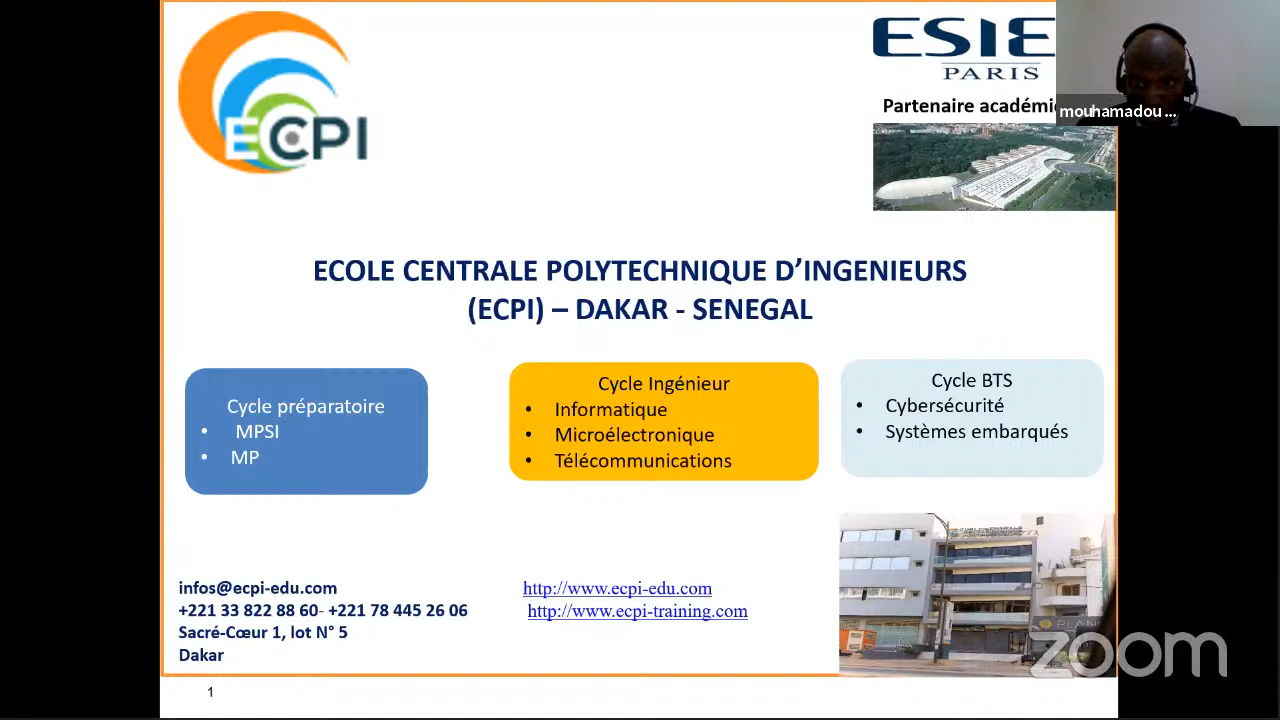 ECPI
ESIE
PARIS
Partenaire académi
mouhamadou ...
ECOLE CENTRALE POLYTECHNIQUE D’INGENIEURS
(ECPI) – DAKAR - SENEGAL
Cycle préparatoire
• MPSI
• MP
Cycle Ingénieur
• Informatique
• Microélectronique
• Télécommunications
Cycle BTS
• Cybersécurité
• Systèmes embarqués
infos@ecpi-edu.com
+221 33 822 88 60- +221 78 445 26 06
Sacré-Cœur 1, lot N° 5
Dakar
http://www.ecpi-edu.com
http://www.ecpi-training.com
zoom
1